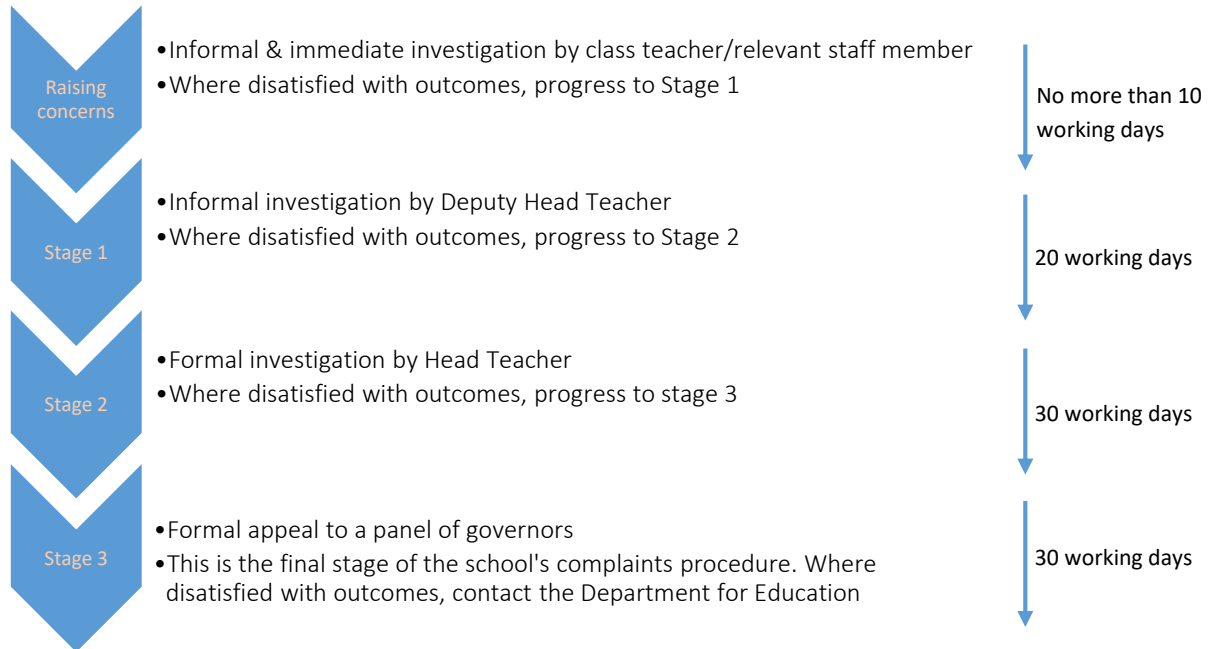 Raising
concerns
•Informal & immediate investigation by class teacher/relevant staff member
•Where disatisfied with outcomes, progress to Stage 1
No more than 10
working days
Stage 1
•Informal investigation by Deputy Head Teacher
•Where disatisfied with outcomes, progress to Stage 2
20 working days
Stage 2
•Formal investigation by Head Teacher
•Where disatisfied with outcomes, progress to stage 3
30 working days
Stage 3
•Formal appeal to a panel of governors
•This is the final stage of the school's complaints procedure. Where
disatisfied with outcomes, contact the Department for Education
30 working days